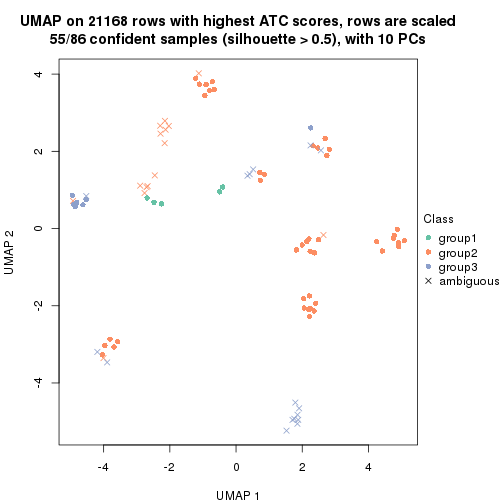 UMAP on 21168 rows with highest ATC scores, rows are scaled
55/86 confident samples (silhouette > 0.5), with 10 PCs
4
2
0
-2
-4
UMAP 2
-4
-2
0
2
4
UMAP 1
Class
group1
group2
group3
ambiguous